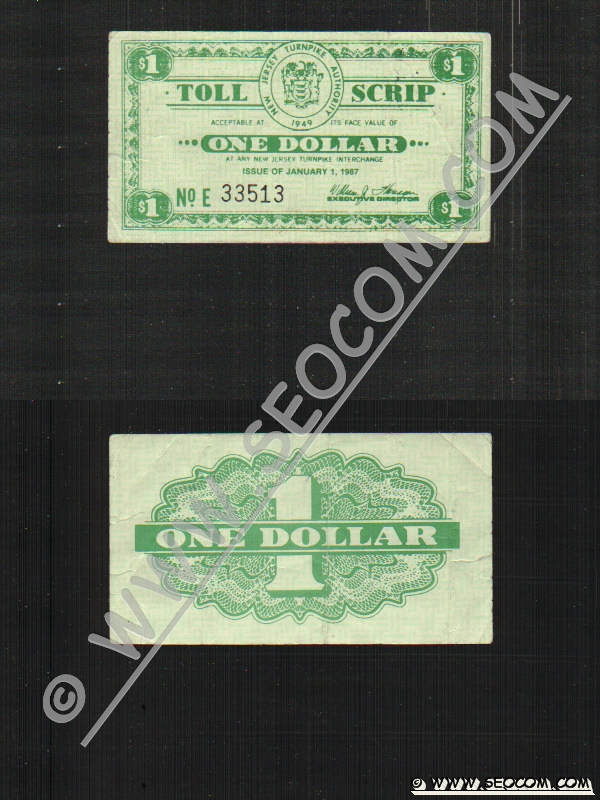 $1 $1
NEW JERSEY TURNPIKE AUTHORITY
1949
TOLL SCRIP
ACCEPTABLE AT ITS FACE VALUE OF
ONE DOLLAR
AT ANY NEW JERSEY TURNPIKE INTERCHANGE
ISSUE OF JANUARY 1, 1987
No E 33513
EXECUTIVE DIRECTOR
$1 $1
1
ONE DOLLAR
© WWW.SEOCOM.COM
© WWW.SEOCOM.COM